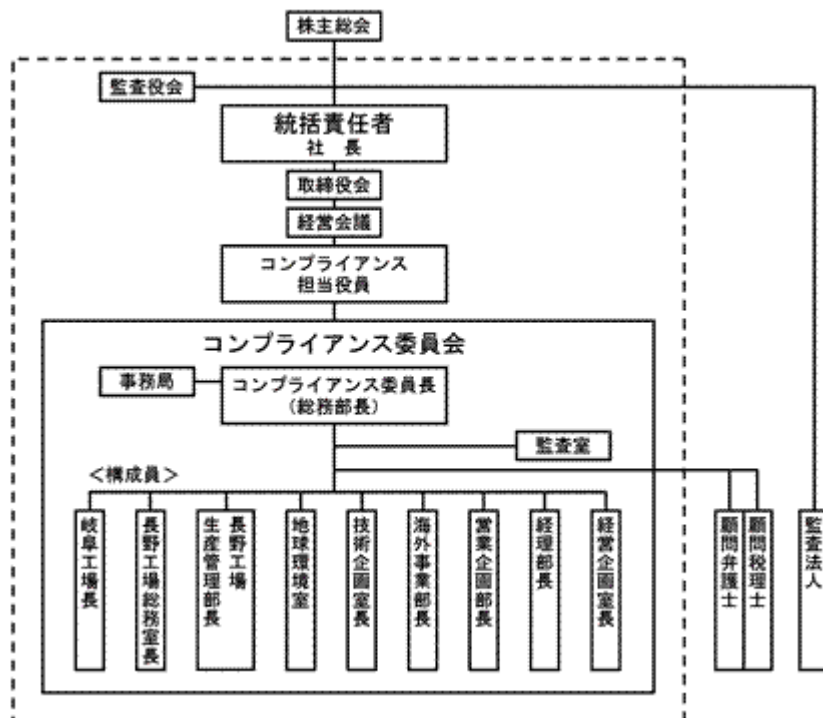 株主総会
監査役会
統括責任者
社　長
取締役会
経営会議
コンプライアンス
担当役員
コンプライアンス委員会
事務局
コンプライアンス委員長
（総務部長）
監査室
＜構成員＞
岐阜工場長
長野工場総務室長
長野工場
生産管理部長
地球環境室
技術企画室長
海外事業部長
営業企画部長
経理部長
経営企画室長
顧問弁護士
顧問税理士
監査法人